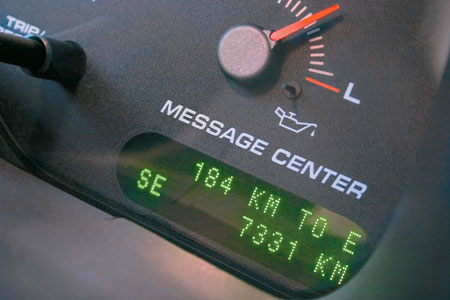 TRIP/
L
MESSAGE CENTER
184 KM TO E
SE
7331 KM